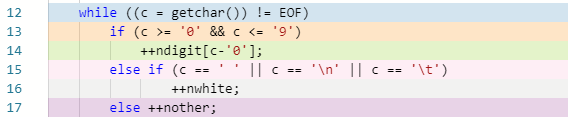 12 while ((c = getchar()) != EOF)
13 if (c >= '0' && c <= '9')
14 ++ndigit[c-'0'];
15 else if (c == ' ' || c == '\n' || c == '\t')
16 ++nwhite;
17 else ++nother;